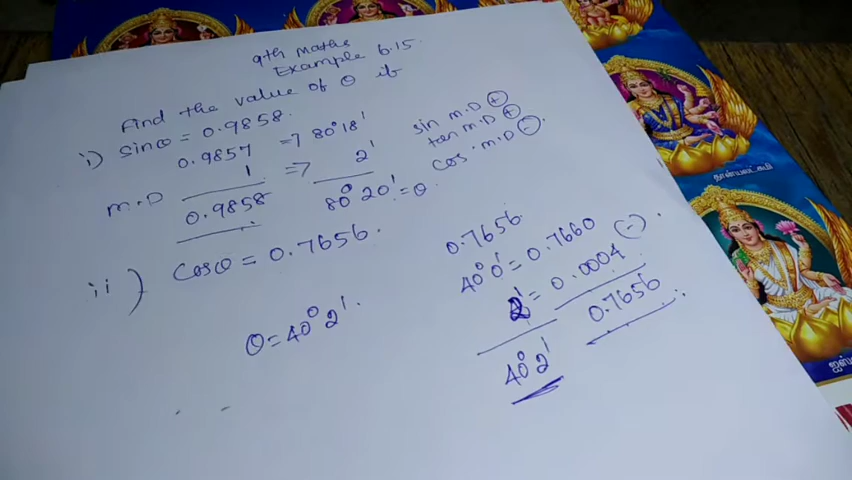 9th Maths
Example 6.15
Find the value of θ if
i) sinθ = 0.9858.
0.9857 => 80°18'
m.D 1 => 2'
0.9858 80°20' = θ.
sin m.D (+)
tan m.D (+)
cos. m.D (-)
ii) cosθ = 0.7656.
θ = 40°2'.
0.7656.
40°0' = 0.7660
2' = 0.0004 (-).
40°2' 0.7656